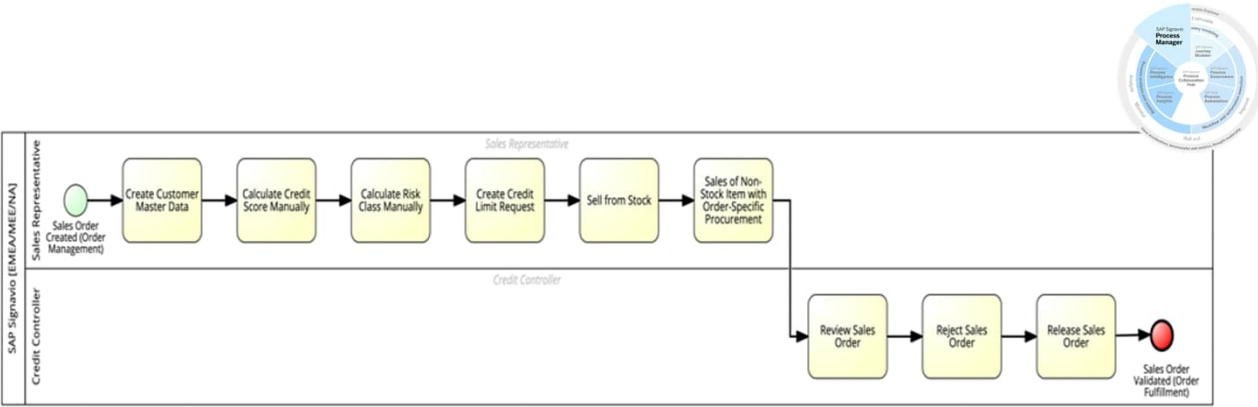 SAP Signavio
Process
Manager
SAP Signavio [EMEA/MEE/NA]
Sales Representative
Sales Representative
Sales Order
Created (Order
Management)
Create Customer
Master Data
Calculate Credit
Score Manually
Calculate Risk
Class Manually
Create Credit
Limit Request
Sell from Stock
Sales of Non-
Stock Item with
Order-Specific
Procurement
Credit Controller
Credit Controller
Review Sales
Order
Reject Sales
Order
Release Sales
Order
Sales Order
Validated (Order
Fulfillment)